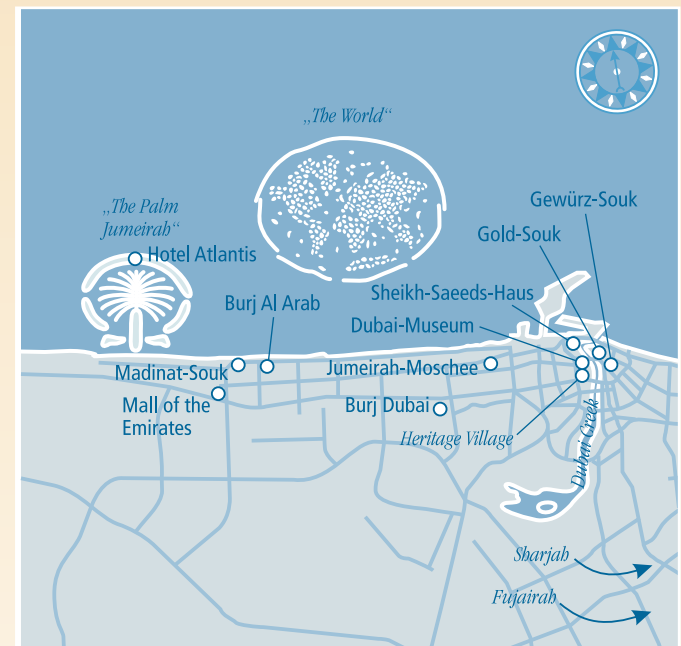 „The World“
Gewürz-Souk
„The Palm
Jumeirah“
Gold-Souk
Hotel Atlantis
Sheikh-Saeeds-Haus
Burj Al Arab
Dubai-Museum
Madinat-Souk
Jumeirah-Moschee
Mall of the
Emirates
Burj Dubai
Heritage Village
Dubai Creek
Sharjah
Fujairah